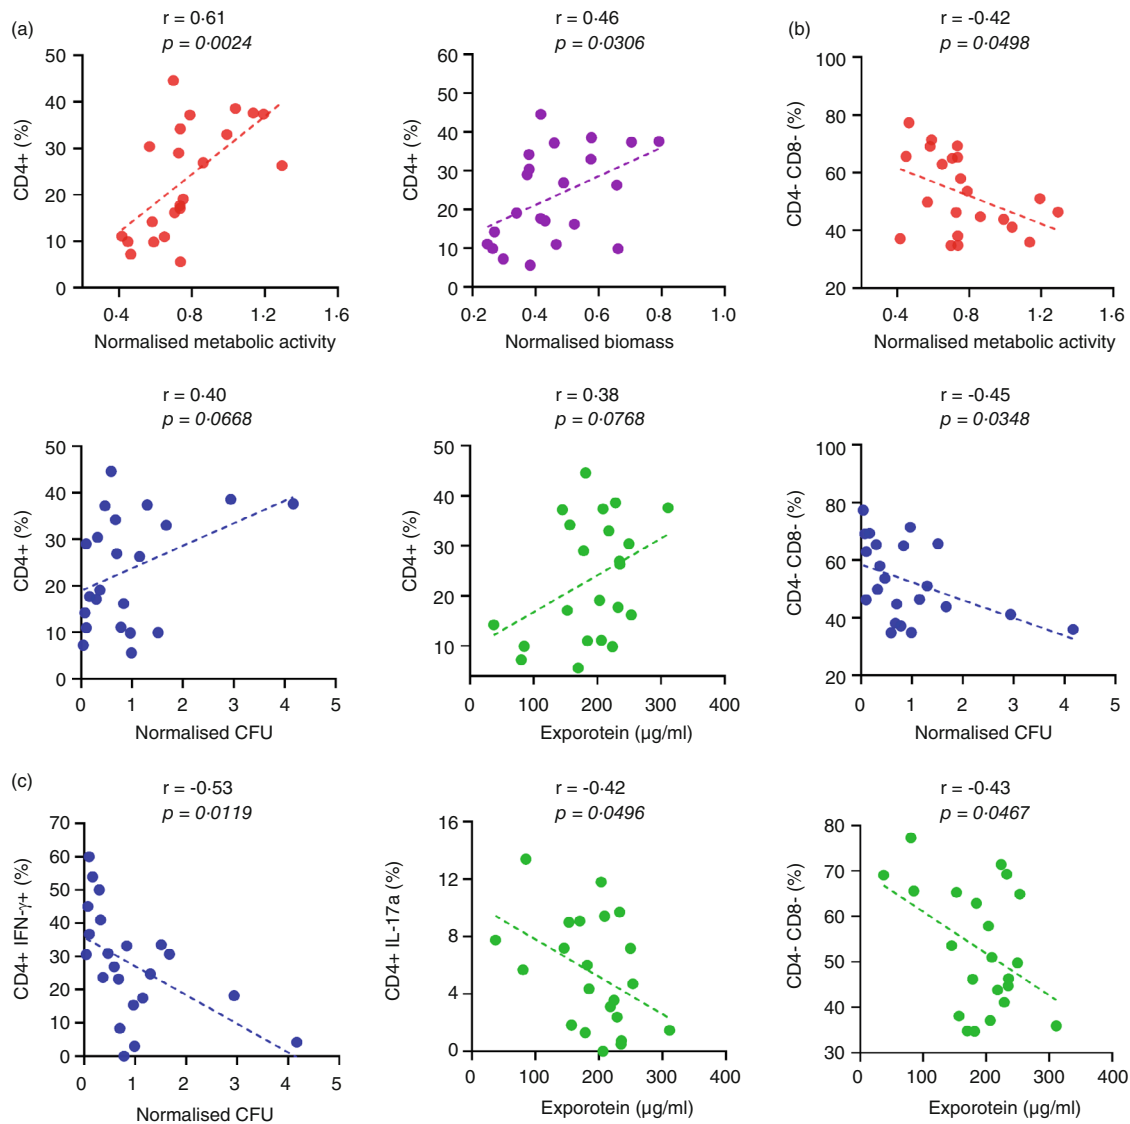 (a)
r = 0·61
p = 0·0024
CD4+ (%)
50
40
30
20
10
0
0·4
0·8
1·2
1·6
Normalised metabolic activity
r = 0·46
p = 0·0306
CD4+ (%)
60
50
40
30
20
10
0
0·2
0·4
0·6
0·8
1·0
Normalised biomass
(b)
r = -0·42
p = 0·0498
CD4- CD8- (%)
100
80
60
40
20
0·4
0·8
1·2
1·6
Normalised metabolic activity
r = 0·40
p = 0·0668
CD4+ (%)
50
40
30
20
10
0
0
1
2
3
4
5
Normalised CFU
r = 0·38
p = 0·0768
CD4+ (%)
50
40
30
20
10
0
100
200
300
400
Exporotein (µg/ml)
r = -0·45
p = 0·0348
CD4- CD8- (%)
100
80
60
40
20
0
1
2
3
4
5
Normalised CFU
(c)
r = -0·53
p = 0·0119
CD4+ IFN-γ+ (%)
70
60
50
40
30
20
10
0
0
1
2
3
4
5
Normalised CFU
r = -0·42
p = 0·0496
CD4+ IL-17a (%)
16
12
8
4
0
0
100
200
300
400
Exporotein (µg/ml)
r = -0·43
p = 0·0467
CD4- CD8- (%)
80
70
60
50
40
30
0
100
200
300
400
Exporotein (µg/ml)